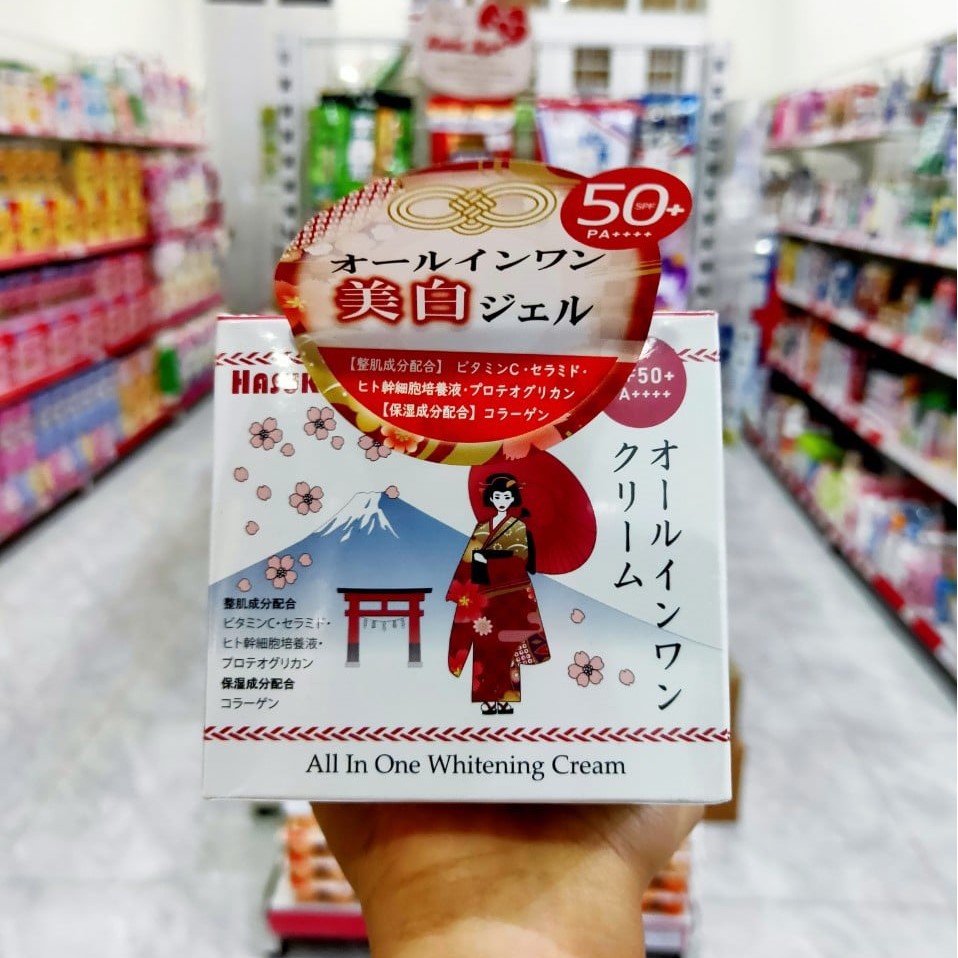 50+
SPF
PA++++
オールインワン
美白ジェル
【整肌成分配合】 ビタミンC・セラミド・
ヒト幹細胞培養液・プロテオグリカン
【保湿成分配合】コラーゲン
F50+
A++++
オールインワン
クリーム
整肌成分配合
ビタミンC・セラミド・
ヒト幹細胞培養液・
プロテオグリカン
保湿成分配合
コラーゲン
All In One Whitening Cream